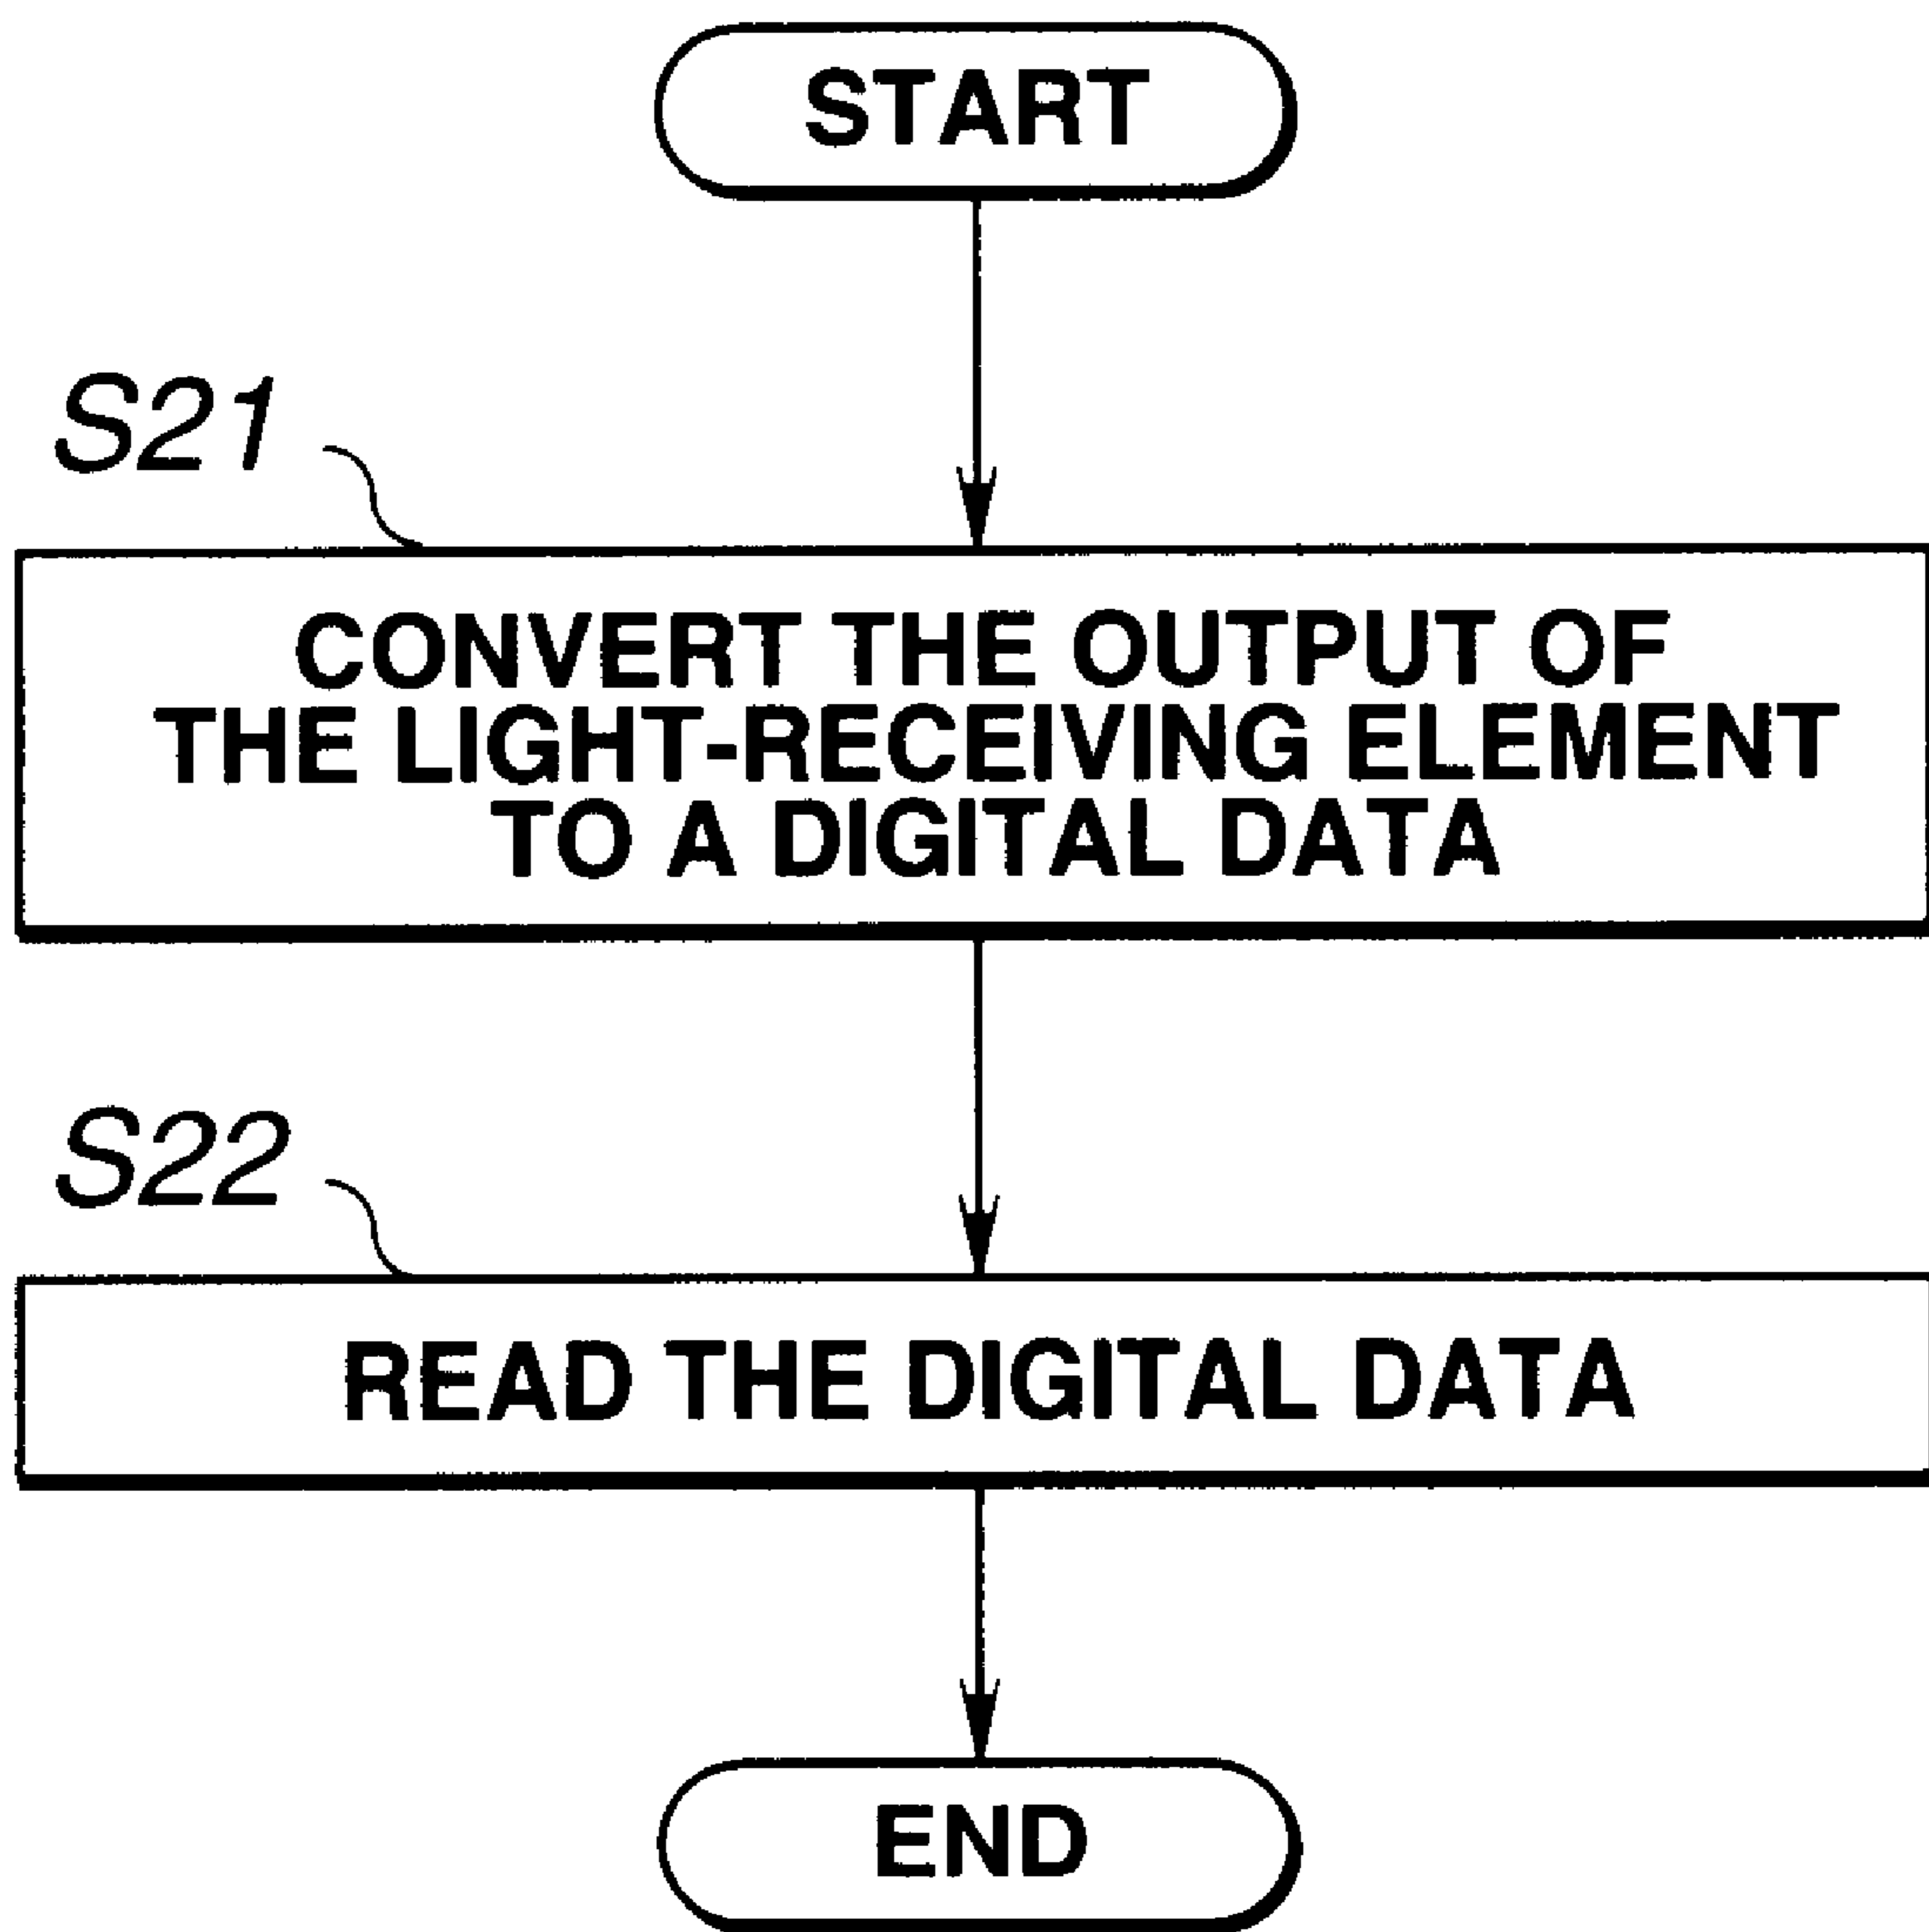 START
S21
CONVERT THE OUTPUT OF
THE LIGHT-RECEIVING ELEMENT
TO A DIGITAL DATA
S22
READ THE DIGITAL DATA
END